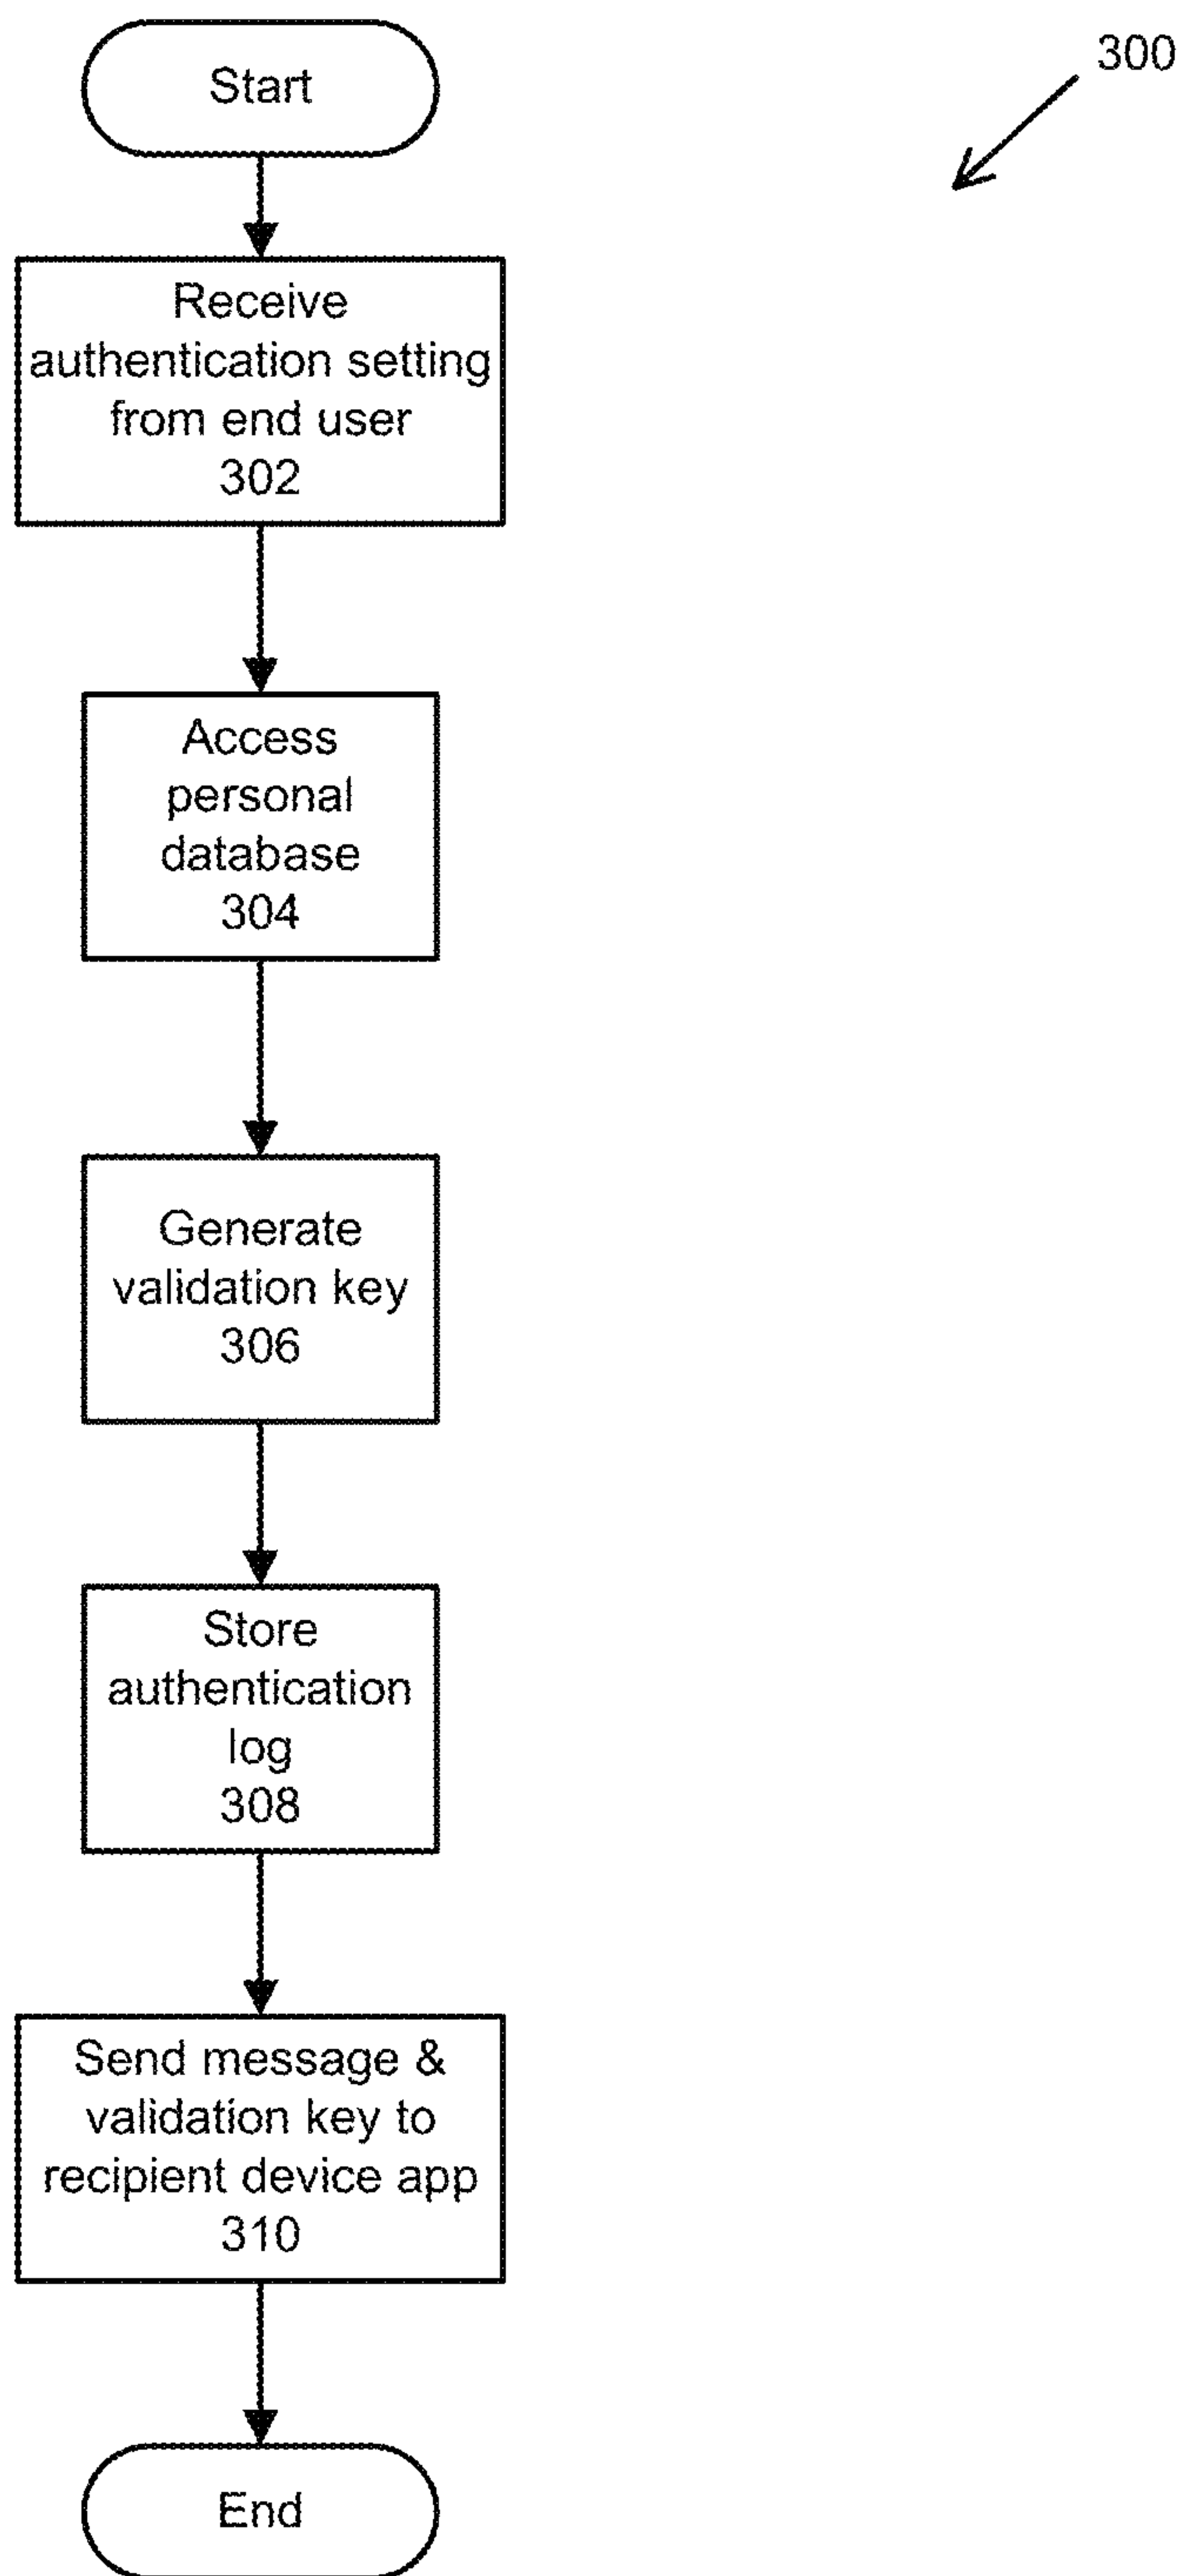 Start
300
Receive
authentication setting
from end user
302
Access
personal
database
304
Generate
validation key
306
Store
authentication
log
308
Send message &
validation key to
recipient device app
310
End